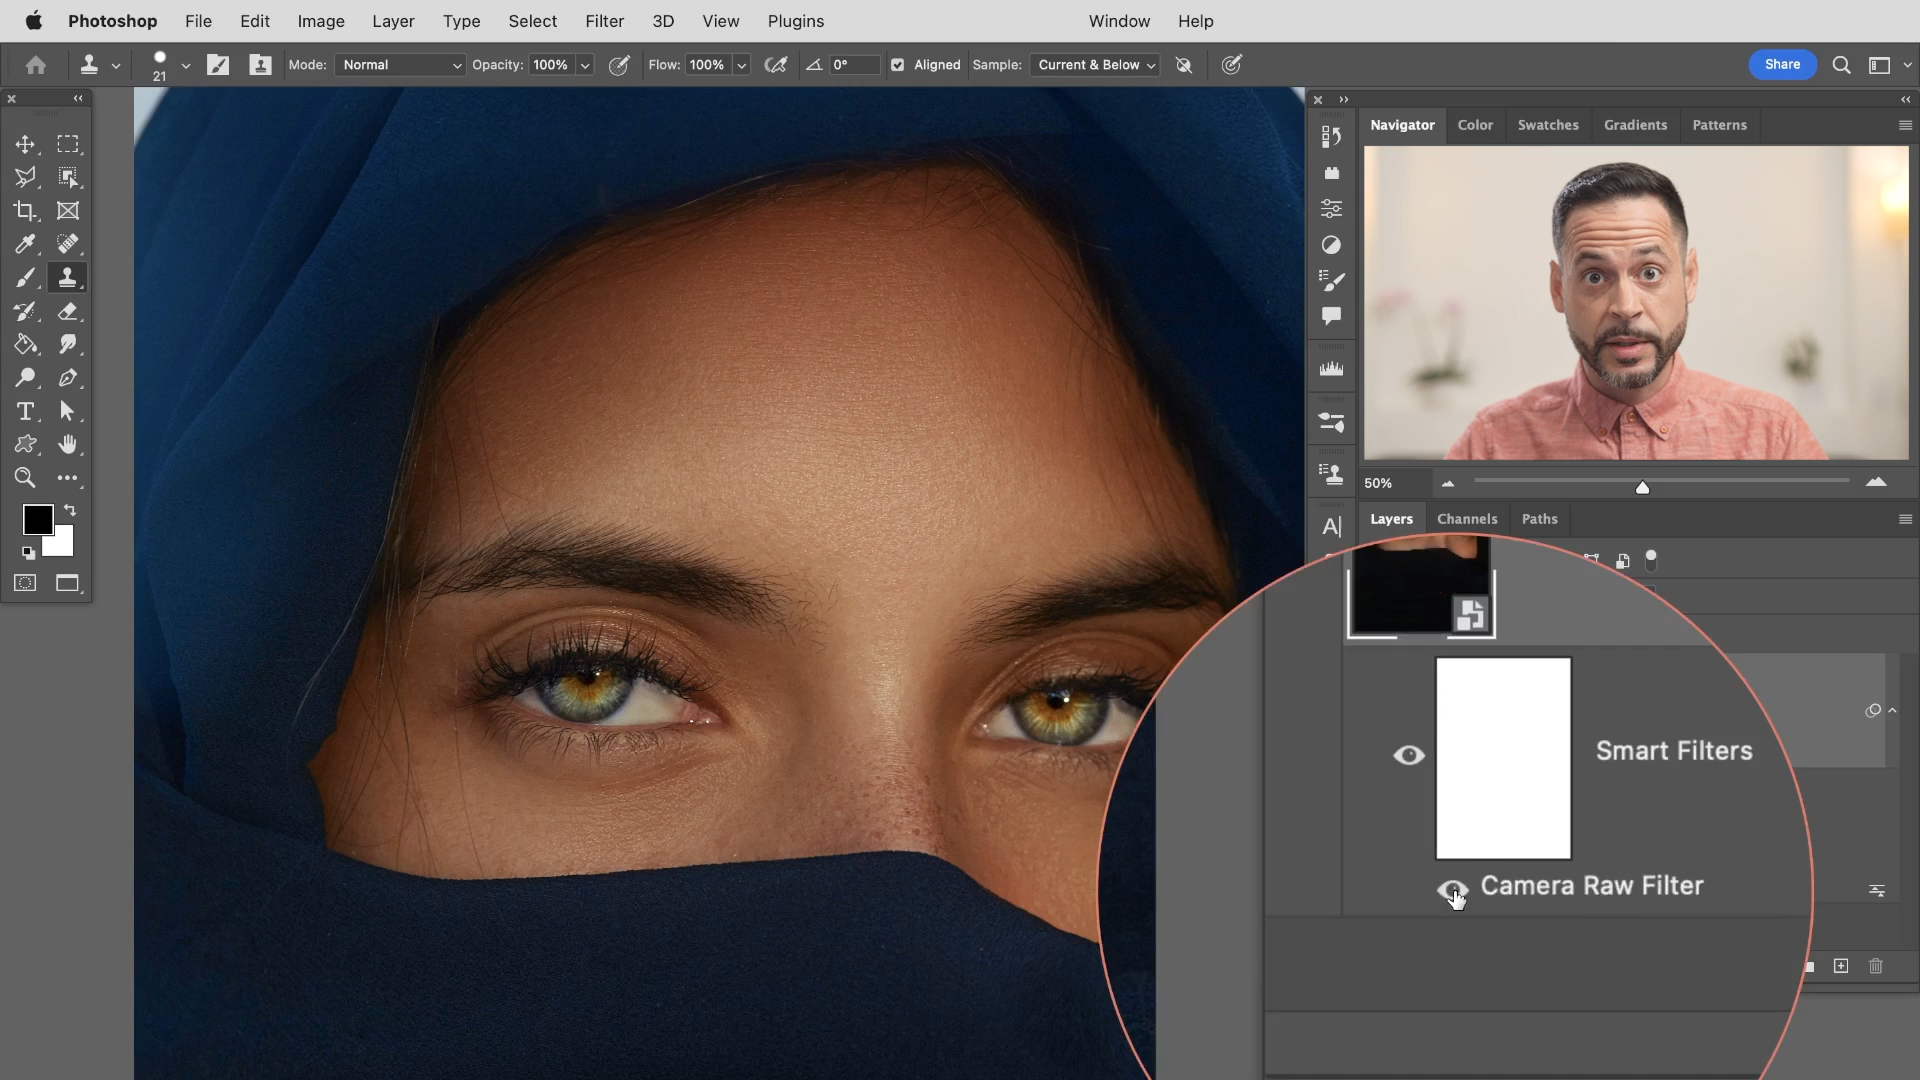 Photoshop File Edit Image Layer Type Select Filter 3D View Plugins Window Help
21 Mode: Normal Opacity: 100% Flow: 100% 0° Aligned Sample: Current & Below Share
Navigator Color Swatches Gradients Patterns
50%
Layers Channels Paths
Smart Filters
Camera Raw Filter